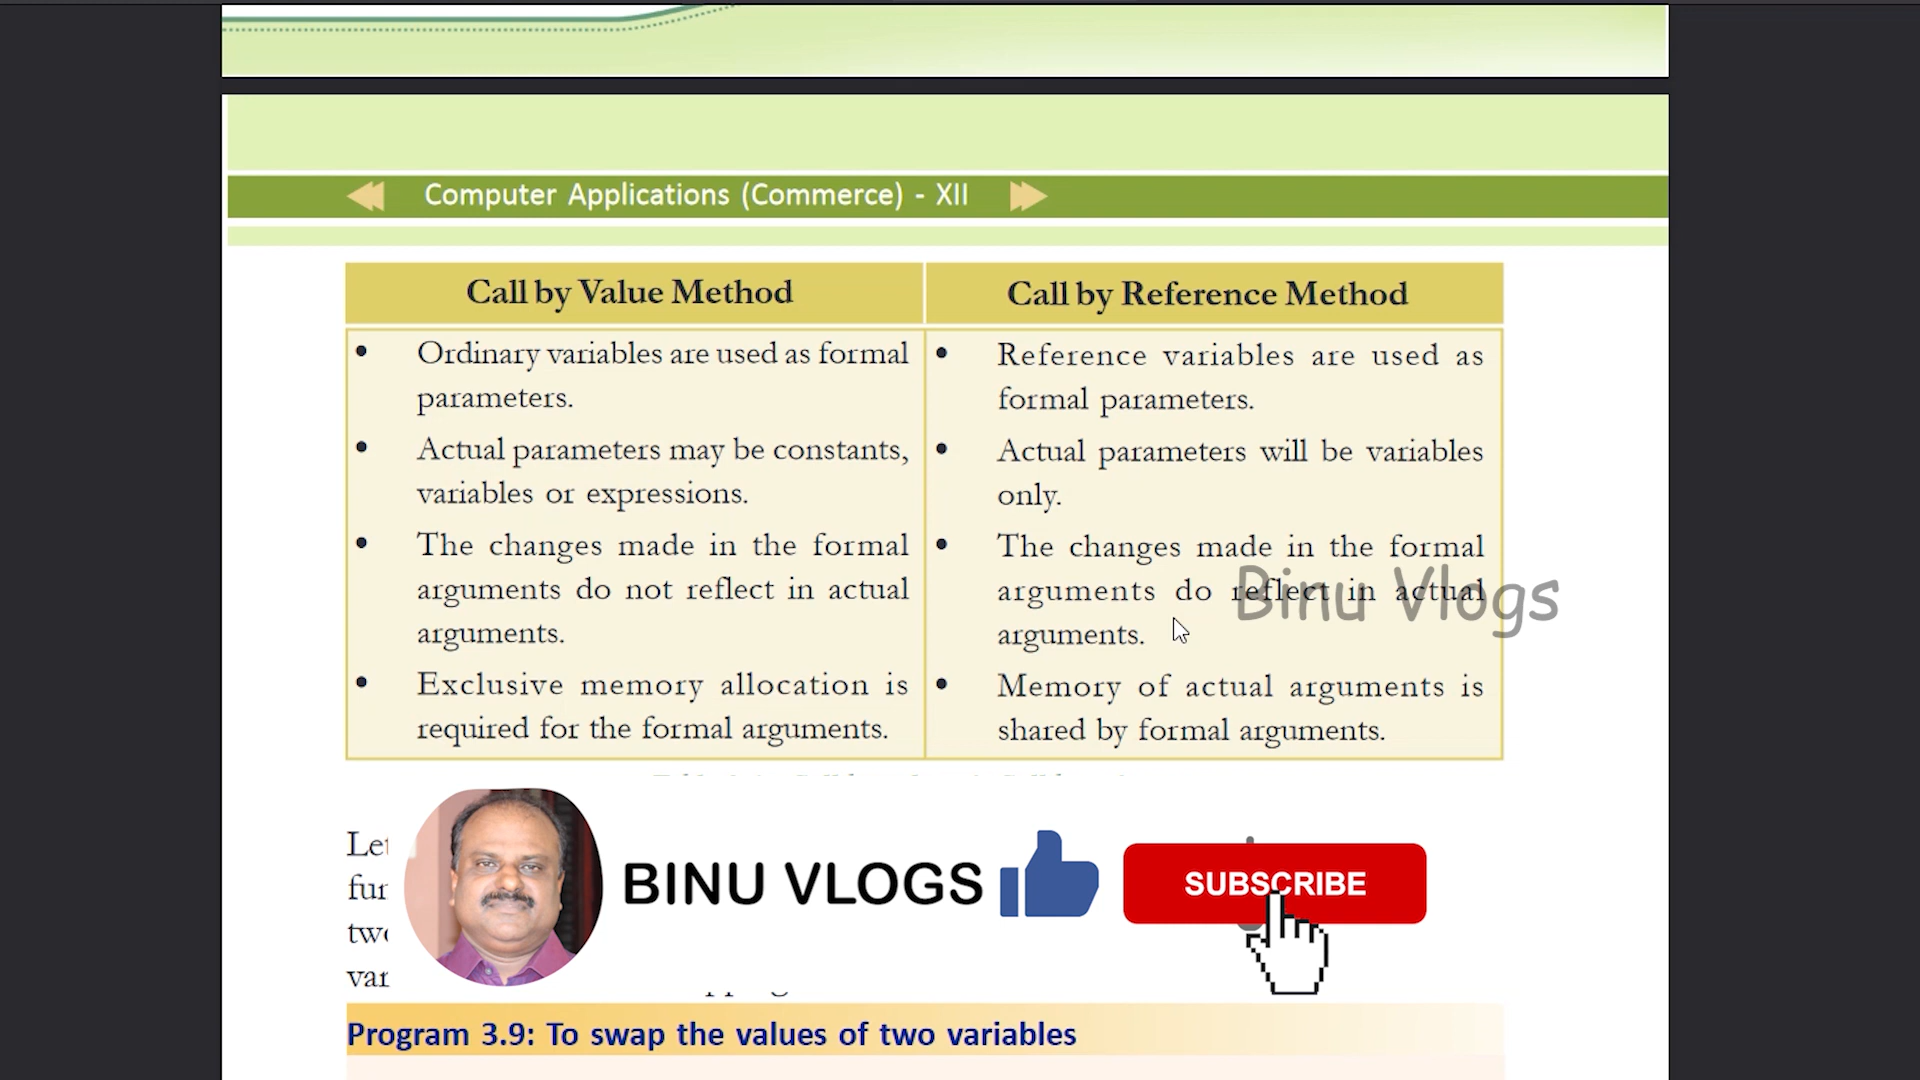 Computer Applications (Commerce) - XII
Call by Value Method
Call by Reference Method
• Ordinary variables are used as formal
parameters.
• Actual parameters may be constants,
variables or expressions.
• The changes made in the formal
arguments do not reflect in actual
arguments.
• Exclusive memory allocation is
required for the formal arguments.
• Reference variables are used as
formal parameters.
• Actual parameters will be variables
only.
• The changes made in the formal
arguments do reflect in actual
arguments.
• Memory of actual arguments is
shared by formal arguments.
Binu Vlogs
BINU VLOGS
SUBSCRIBE
Program 3.9: To swap the values of two variables